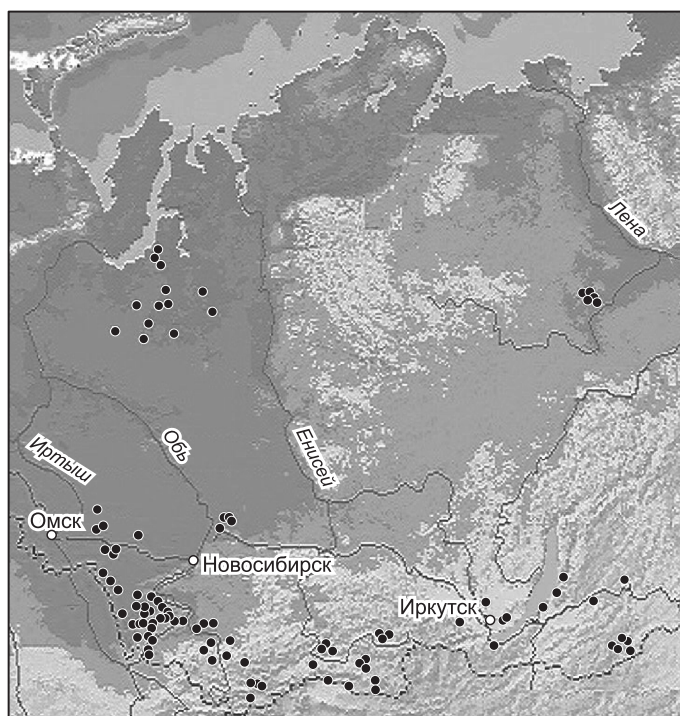 Лена
Обь
Енисей
Иртыш
Омск
Новосибирск
Иркутск